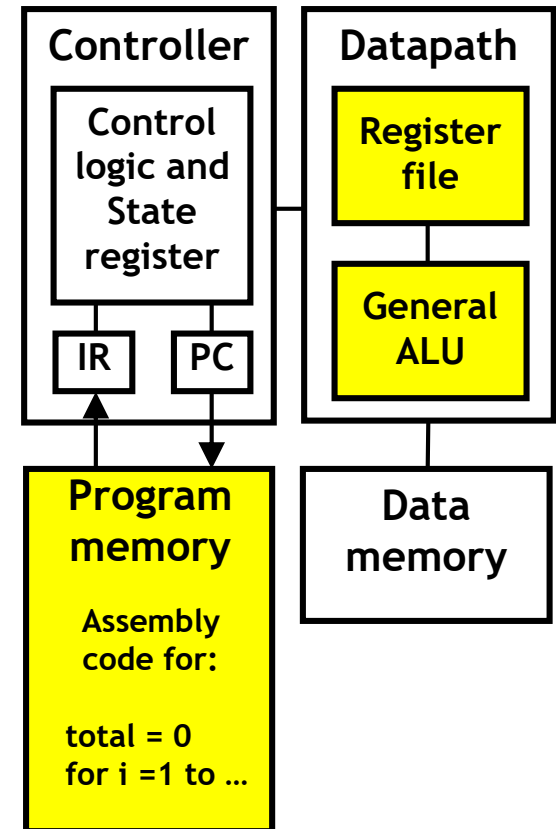 Controller
Control
logic and
State
register
IR
PC
Datapath
Register
file
General
ALU
Program
memory
Assembly
code for:
total = 0
for i =1 to …
Data
memory